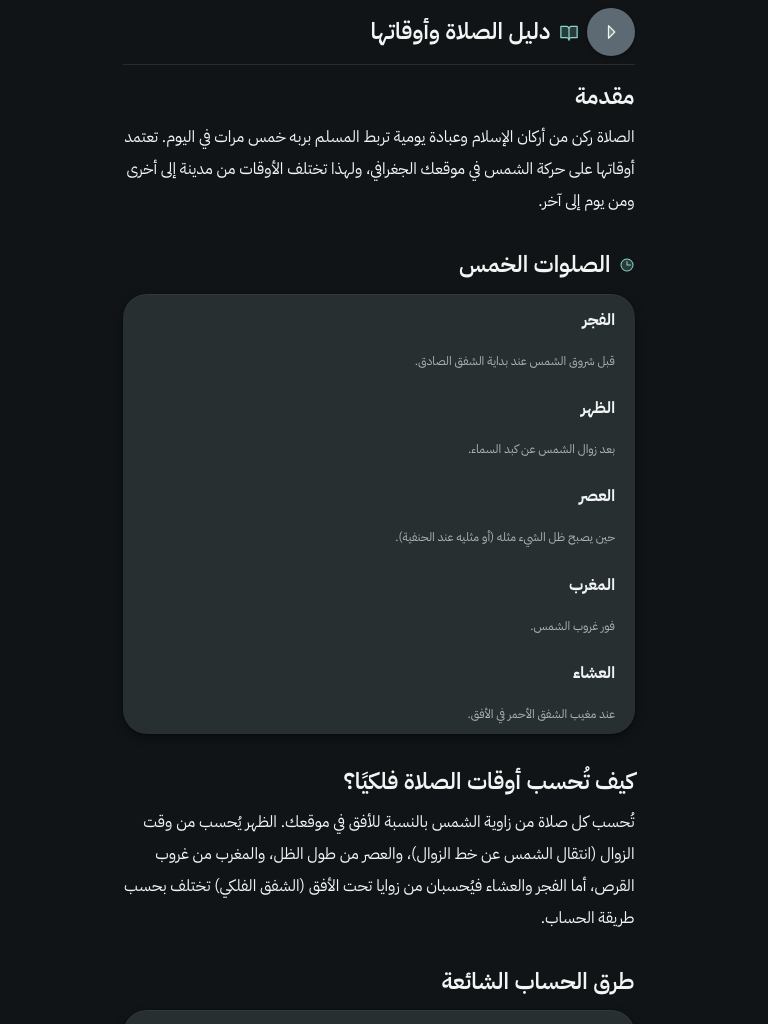 دليل الصلاة وأوقاتها
مقدمة
الصلاة ركن من أركان الإسلام وعبادة يومية تربط المسلم بربه خمس مرات في اليوم. تعتمد
أوقاتها على حركة الشمس في موقعك الجغرافي، ولهذا تختلف الأوقات من مدينة إلى أخرى
ومن يوم إلى آخر.
الصلوات الخمس
الفجر
قبل شروق الشمس عند بداية الشفق الصادق.
الظهر
بعد زوال الشمس عن كبد السماء.
العصر
حين يصبح ظل الشيء مثله (أو مثليه عند الحنفية).
المغرب
فور غروب الشمس.
العشاء
عند مغيب الشفق الأحمر في الأفق.
كيف تُحسب أوقات الصلاة فلكيًا؟
تُحسب كل صلاة من زاوية الشمس بالنسبة للأفق في موقعك. الظهر يُحسب من وقت
الزوال (انتقال الشمس عن خط الزوال)، والعصر من طول الظل، والمغرب من غروب
القرص، أما الفجر والعشاء فيُحسبان من زوايا تحت الأفق (الشفق الفلكي) تختلف بحسب
طريقة الحساب.
طرق الحساب الشائعة